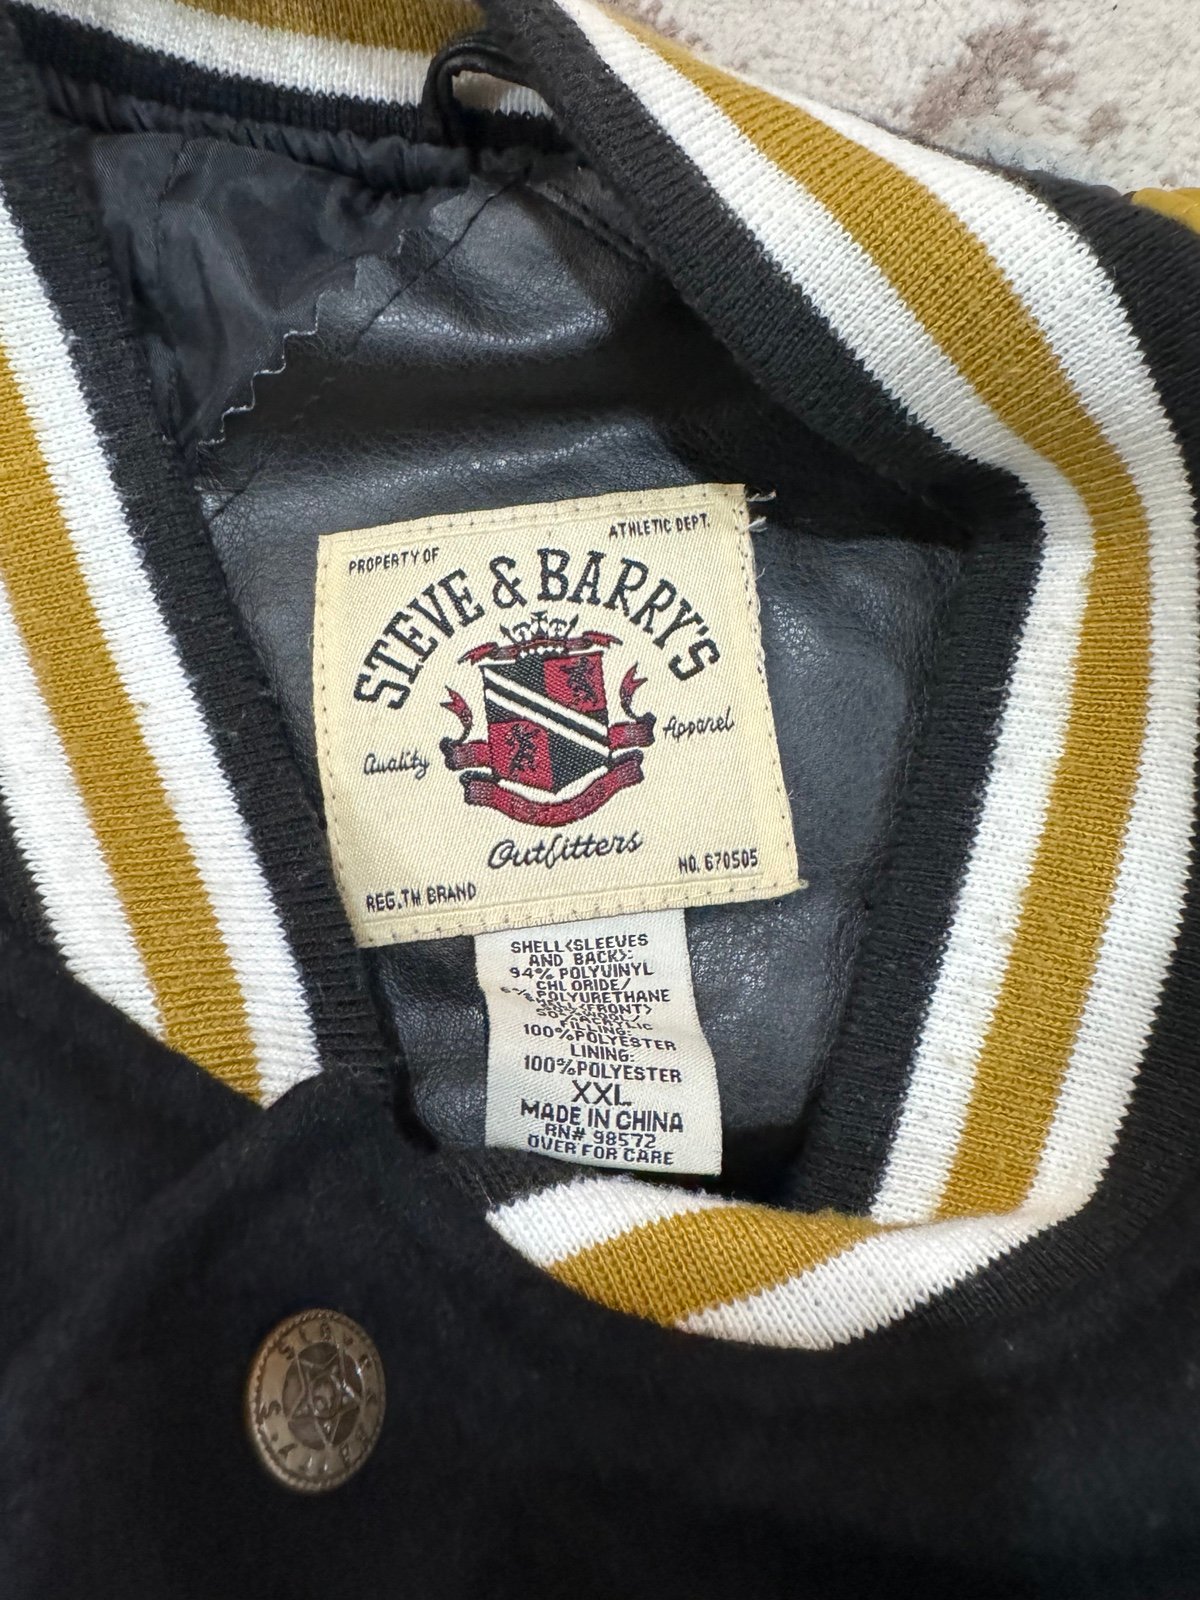 PROPERTY OF
ATHLETIC DEPT.
STEVE & BARRY'S
Quality
Apparel
Outfitters
REG.TM BRAND
NO. 670505
SHELL<SLEEVES
AND BACK>:
94% POLYVINYL
CHLORIDE/
6% POLYURETHANE
FILLING:
100%POLYESTER
LINING:
100%POLYESTER
XXL
MADE IN CHINA
RN# 98572
OVER FOR CARE